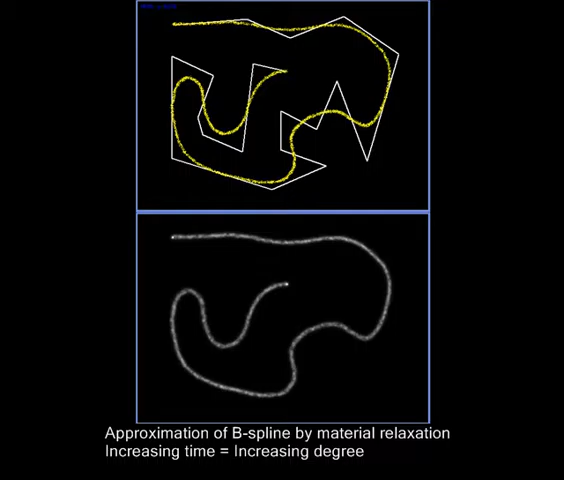 Approximation of B-spline by material relaxation
Increasing time = Increasing degree